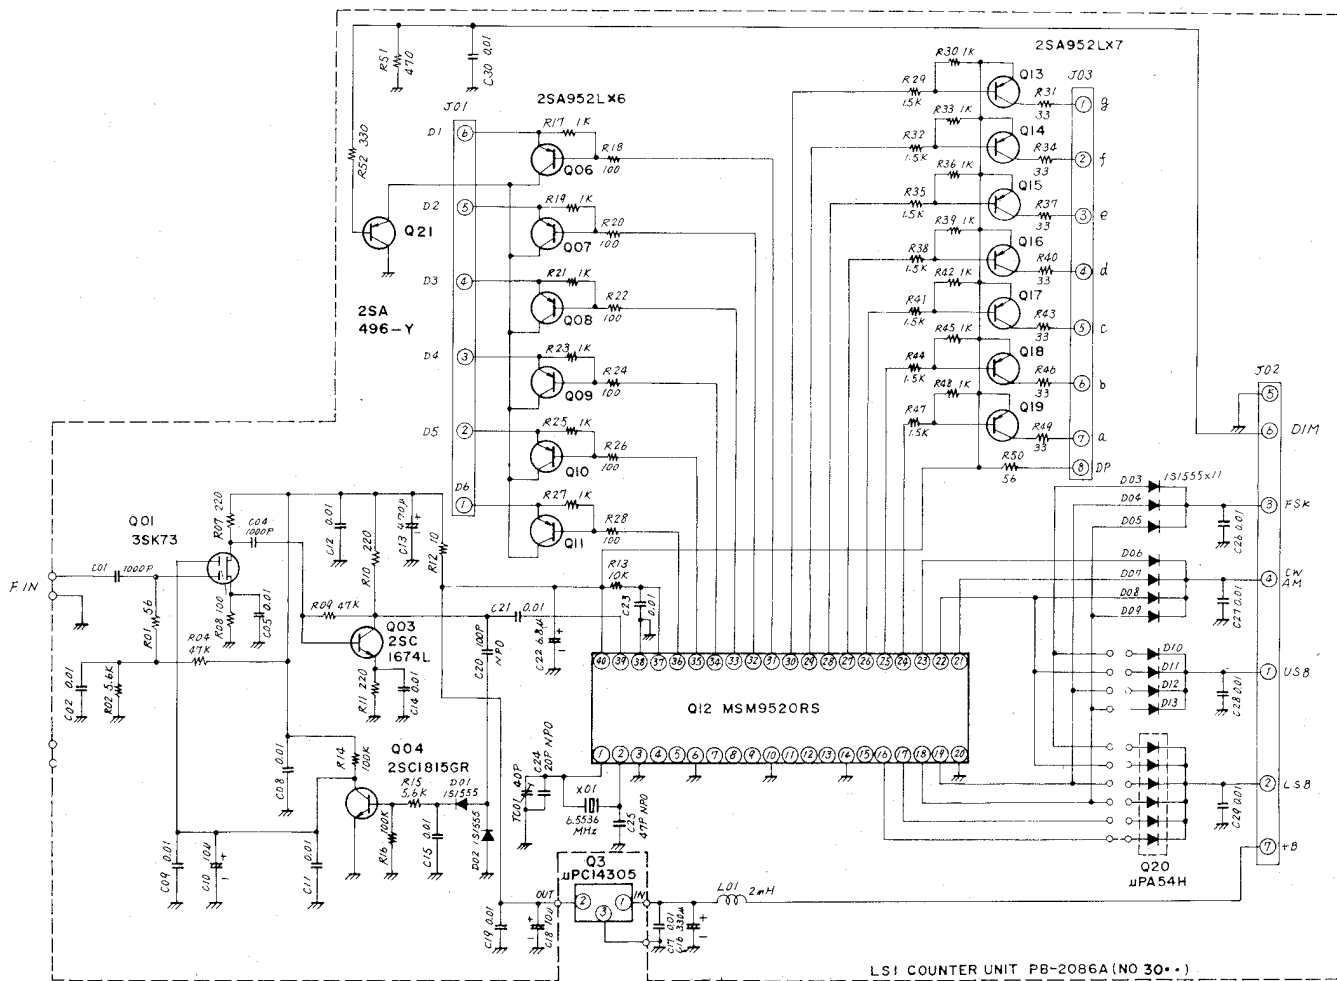 2SA952L×7
R51 470
C30 0.01
J01
2SA952L×6
R30 1K
Q13
J03
R29
1.5K
R31
33
① g
R33 1K
Q14
R32
1.5K
R34
33
② f
R36 1K
Q15
R35
1.5K
R37
33
③ e
R39 1K
Q16
R38
1.5K
R40
33
④ d
R42 1K
Q17
R41
1.5K
R43
33
⑤ c
R45 1K
Q18
R44
1.5K
R46
33
⑥ b
R48 1K
Q19
R47
1.5K
R49
33
⑦ a
R50
56
⑧ DP
R52 330
D1 ⑥
R17 1K
R18
100
Q06
D2 ⑤
R19 1K
R20
100
Q07
Q21
2SA
496-Y
D3 ④
R21 1K
R22
100
Q08
D4 ③
R23 1K
R24
100
Q09
D5 ②
R25 1K
R26
100
Q10
D6
①
R27 1K
R28
100
Q11
J02
⑤
⑥ DIM
D03 1S1555×11
D04
D05
③ FSK
C26 0.01
D06
D07
D08
D09
④ CW
AM
C27 0.01
D10
D11
D12
D13
① USB
C28 0.01
② LSB
C29 0.01
⑦ +B
Q20
μPA54H
Q01
3SK73
R07 220
C04
1000P
F IN
C01 1000P
R01 56
R08 100
C05 0.01
R04
47K
C02 0.01
R02 5.6K
C12 0.01
R10 220
C13 470μ
+
R12 10
R09 47K
Q03
2SC
1674L
R11 220
C14 0.01
C21 0.01
C20 100P
NPO
C22 6.8μ
+
R13
10K
C23 0.01
40 39 38 37 36 35 34 33 32 31 30 29 28 27 26 25 24 23 22 21
Q12 MSM9520RS
1 2 3 4 5 6 7 8 9 10 11 12 13 14 15 16 17 18 19 20
C08 0.01
R14
100K
Q04
2SC1815GR
R15
5.6K
D01
1S1555
R16 100K
C15 0.01
D02 1S1555
C09 0.01
C10 10μ
+
C11 0.01
TC01 40P
C24
20P NPO
X01
6.5536
MHz
C25
47P NPO
Q3
μPC14305
OUT ② ③ ① IN
C19 0.01
C18 10μ
+
C17 0.01
C16 330μ
+
L01
2mH
LSI COUNTER UNIT PB-2086A (NO 30••)